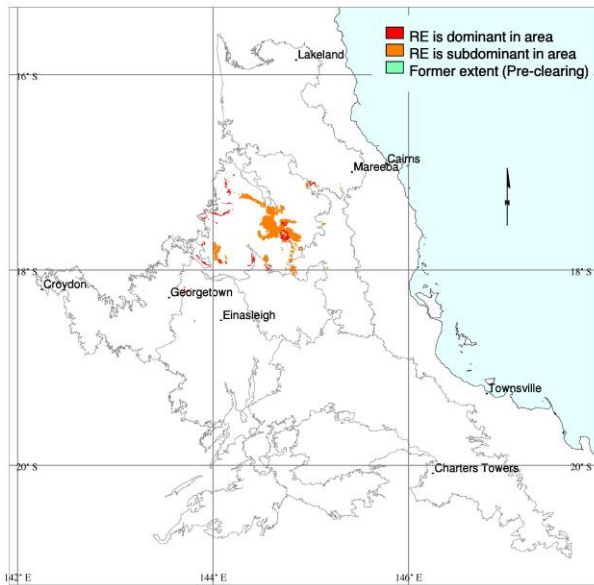 RE is dominant in area
RE is subdominant in area
Former extent (Pre-clearing)
Lakeland
16° S
Cairns
Mareeba
N
18° S
18° S
Croydon
Georgetown
Einasleigh
Townsville
20° S
Charters Towers
20° S
142° E
144° E
146° E